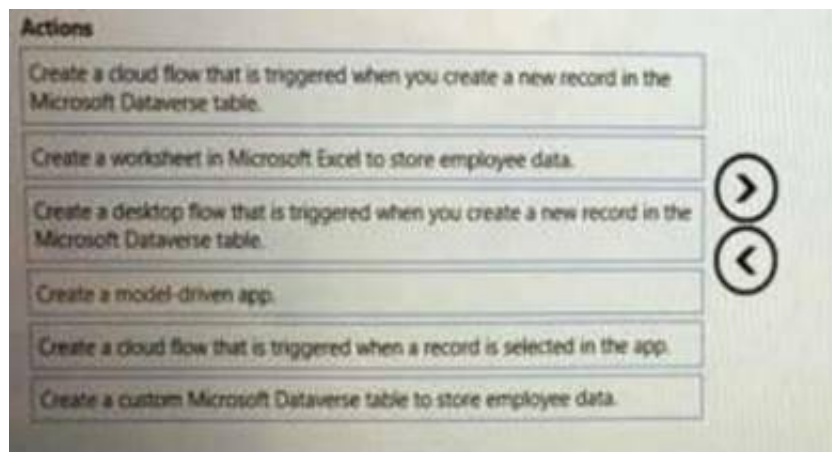 Actions
Create a cloud flow that is triggered when you create a new record in the
Microsoft Dataverse table.
Create a worksheet in Microsoft Excel to store employee data.
Create a desktop flow that is triggered when you create a new record in the
Microsoft Dataverse table.
Create a model-driven app.
Create a cloud flow that is triggered when a record is selected in the app.
Create a custom Microsoft Dataverse table to store employee data.